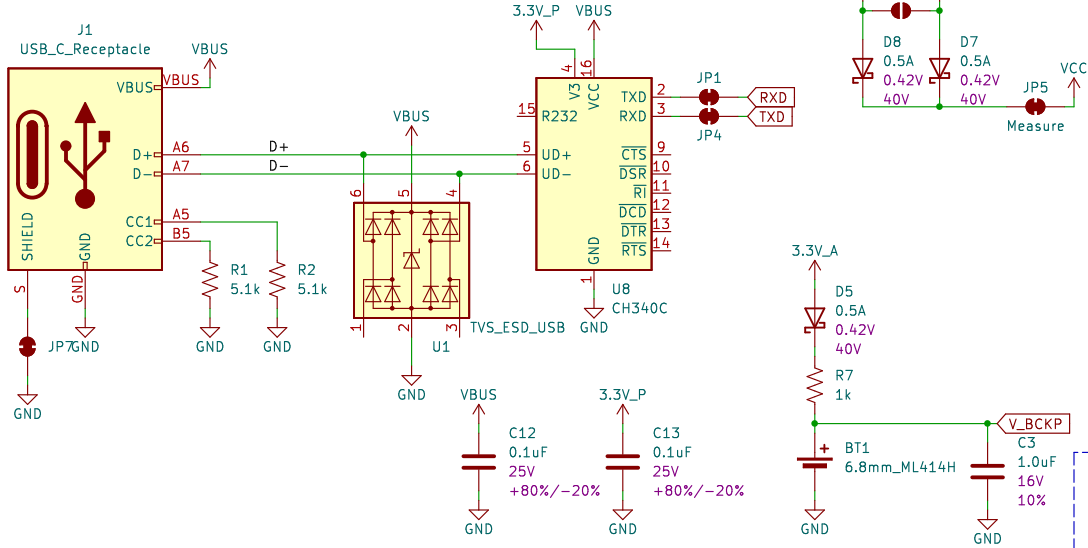 J1
USB_C_Receptacle
VBUS
VBUS
VBUS
D+
A6
D-
A7
D+
D-
CC1
A5
CC2
B5
SHIELD
GND
S
GND
R1
5.1k
R2
5.1k
GND
GND
JP7
GND
GND
VBUS
6
5
4
1
2
3
TVS_ESD_USB
U1
GND
3.3V_P
VBUS
4
16
V3
VCC
15
R232
TXD
2
RXD
3
JP1
RXD
TXD
JP4
5
UD+
6
UD-
CTS
9
DSR
10
RI
11
DCD
12
DTR
13
RTS
14
GND
1
U8
CH340C
GND
D8
0.5A
0.42V
40V
D7
0.5A
0.42V
40V
VCC
JP5
Measure
VBUS
C12
0.1uF
25V
+80%/-20%
GND
3.3V_P
C13
0.1uF
25V
+80%/-20%
GND
3.3V_A
D5
0.5A
0.42V
40V
R7
1k
V_BCKP
BT1
6.8mm_ML414H
GND
C3
1.0uF
16V
10%
GND